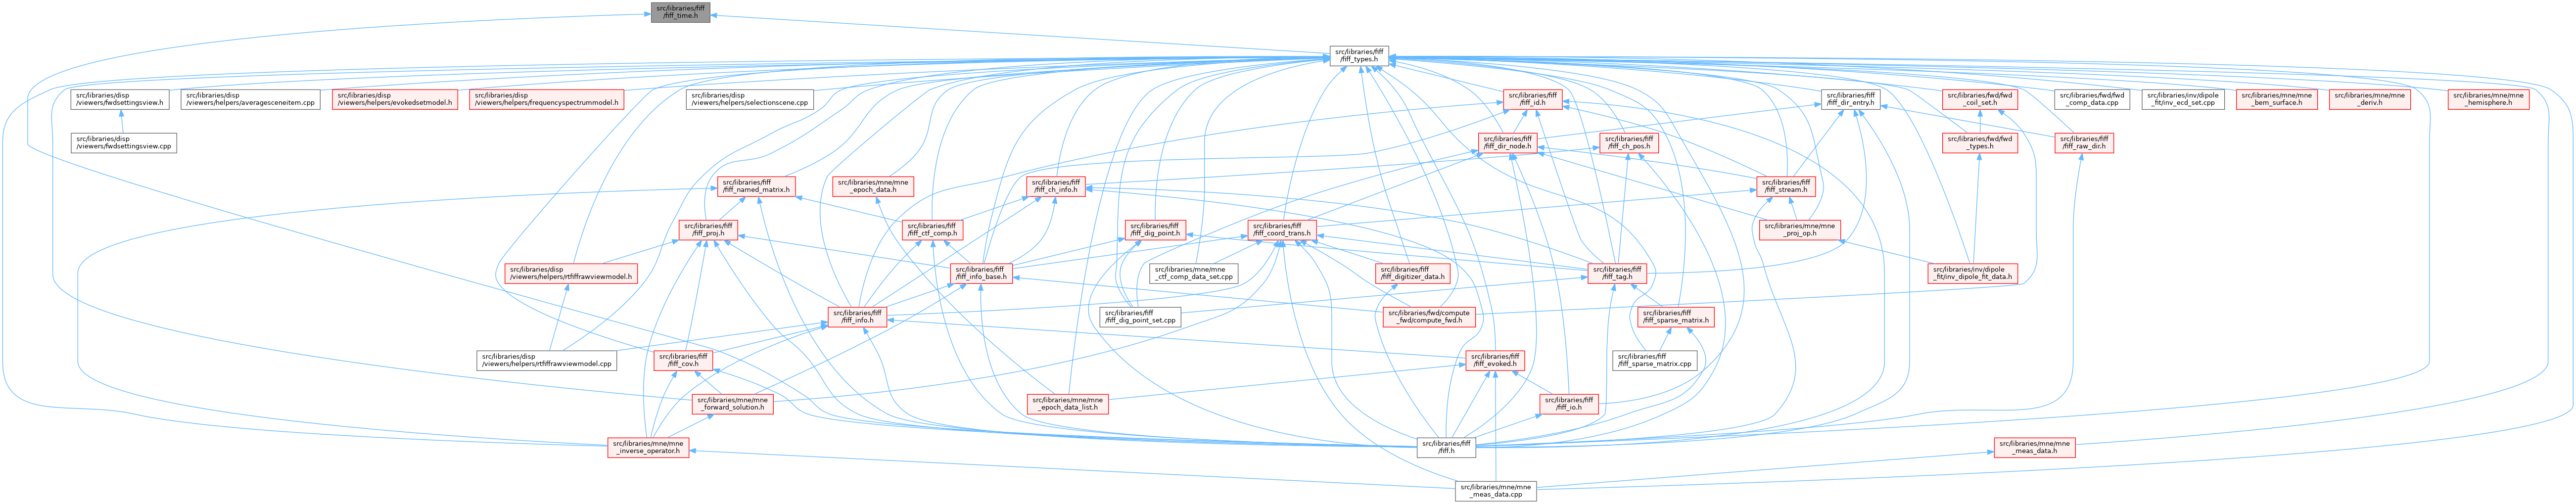 src/libraries/fiff
/fiff_time.h
src/libraries/fiff
/fiff_types.h
src/libraries/disp
/viewers/fwdsettingsview.h
src/libraries/disp
/viewers/helpers/averagesceneitem.cpp
src/libraries/disp
/viewers/helpers/evokedsetmodel.h
src/libraries/disp
/viewers/helpers/frequencyspectrummodel.h
src/libraries/disp
/viewers/helpers/selectionscene.cpp
src/libraries/fiff
/fiff_id.h
src/libraries/fiff
/fiff_dir_entry.h
src/libraries/fwd/fwd
_coil_set.h
src/libraries/fwd/fwd
_comp_data.cpp
src/libraries/inv/dipole
_fit/inv_ecd_set.cpp
src/libraries/mne/mne
_bem_surface.h
src/libraries/mne/mne
_deriv.h
src/libraries/mne/mne
_hemisphere.h
src/libraries/disp
/viewers/fwdsettingsview.cpp
src/libraries/fiff
/fiff_dir_node.h
src/libraries/fiff
/fiff_ch_pos.h
src/libraries/fwd/fwd
_types.h
src/libraries/fiff
/fiff_raw_dir.h
src/libraries/fiff
/fiff_named_matrix.h
src/libraries/mne/mne
_epoch_data.h
src/libraries/fiff
/fiff_ch_info.h
src/libraries/fiff
/fiff_stream.h
src/libraries/fiff
/fiff_proj.h
src/libraries/fiff
/fiff_ctf_comp.h
src/libraries/fiff
/fiff_dig_point.h
src/libraries/fiff
/fiff_coord_trans.h
src/libraries/mne/mne
_proj_op.h
src/libraries/disp
/viewers/helpers/rtfiffrawviewmodel.h
src/libraries/fiff
/fiff_info_base.h
src/libraries/mne/mne
_ctf_comp_data_set.cpp
src/libraries/fiff
/fiff_digitizer_data.h
src/libraries/fiff
/fiff_tag.h
src/libraries/inv/dipole
_fit/inv_dipole_fit_data.h
src/libraries/fiff
/fiff_info.h
src/libraries/fiff
/fiff_dig_point_set.cpp
src/libraries/fwd/compute
_fwd/compute_fwd.h
src/libraries/fiff
/fiff_sparse_matrix.h
src/libraries/disp
/viewers/helpers/rtfiffrawviewmodel.cpp
src/libraries/fiff
/fiff_cov.h
src/libraries/fiff
/fiff_evoked.h
src/libraries/fiff
/fiff_sparse_matrix.cpp
src/libraries/mne/mne
_forward_solution.h
src/libraries/mne/mne
_epoch_data_list.h
src/libraries/fiff
/fiff_io.h
src/libraries/mne/mne
_inverse_operator.h
src/libraries/fiff
/fiff.h
src/libraries/mne/mne
_meas_data.h
src/libraries/mne/mne
_meas_data.cpp